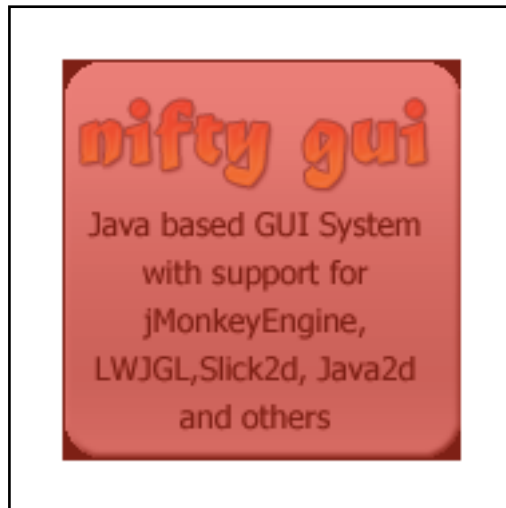 nifty gui
Java based GUI System
with support for
jMonkeyEngine,
LWJGL,Slick2d, Java2d
and others